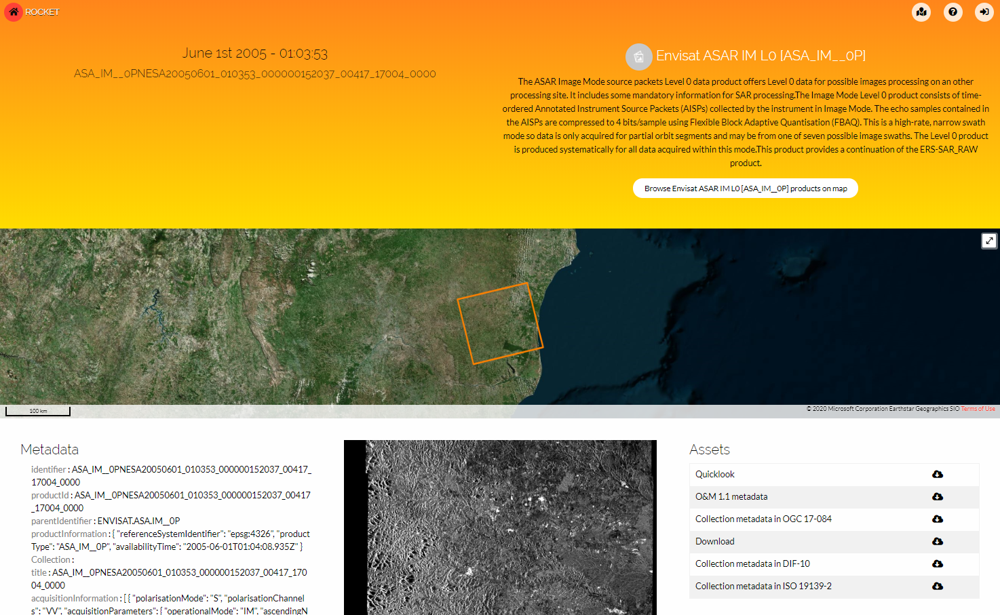 ROCKET
June 1st 2005 - 01:03:53
ASA_IM__0PNESA20050601_010353_000000152037_00417_17004_0000
Envisat ASAR IM L0 [ASA_IM__0P]
The ASAR Image Mode source packets Level 0 data product offers Level 0 data for possible images processing on an other
processing site. It includes some mandatory information for SAR processing.The Image Mode Level 0 product consists of time-
ordered Annotated Instrument Source Packets (AISPs) collected by the instrument in Image Mode. The echo samples contained in
the AISPs are compressed to 4 bits/sample using Flexible Block Adaptive Quantisation (FBAQ). This is a high-rate, narrow swath
mode so data is only acquired for partial orbit segments and may be from one of seven possible image swaths. The Level 0 product
is produced systematically for all data acquired within this mode.This product provides a continuation of the ERS-SAR_RAW
product.
Browse Envisat ASAR IM L0 [ASA_IM__0P] products on map
100 km
© 2020 Microsoft Corporation Earthstar Geographics SIO Terms of Use
Metadata
identifier : ASA_IM__0PNESA20050601_010353_000000152037_00417_
17004_0000
productId : ASA_IM__0PNESA20050601_010353_000000152037_00417
_17004_0000
parentIdentifier : ENVISAT.ASA.IM__0P
productInformation : { "referenceSystemIdentifier": "epsg:4326", "product
Type": "ASA_IM__0P", "availabilityTime": "2005-06-01T01:04:08.935Z" }
Collection :
title : ASA_IM__0PNESA20050601_010353_000000152037_00417_170
04_0000
acquisitionInformation : [ { "polarisationMode": "S", "polarisationChannel
s": "VV", "acquisitionParameters": { "operationalMode": "IM", "ascendingN
Assets
Quicklook
O&M 1.1 metadata
Collection metadata in OGC 17-084
Download
Collection metadata in DIF-10
Collection metadata in ISO 19139-2